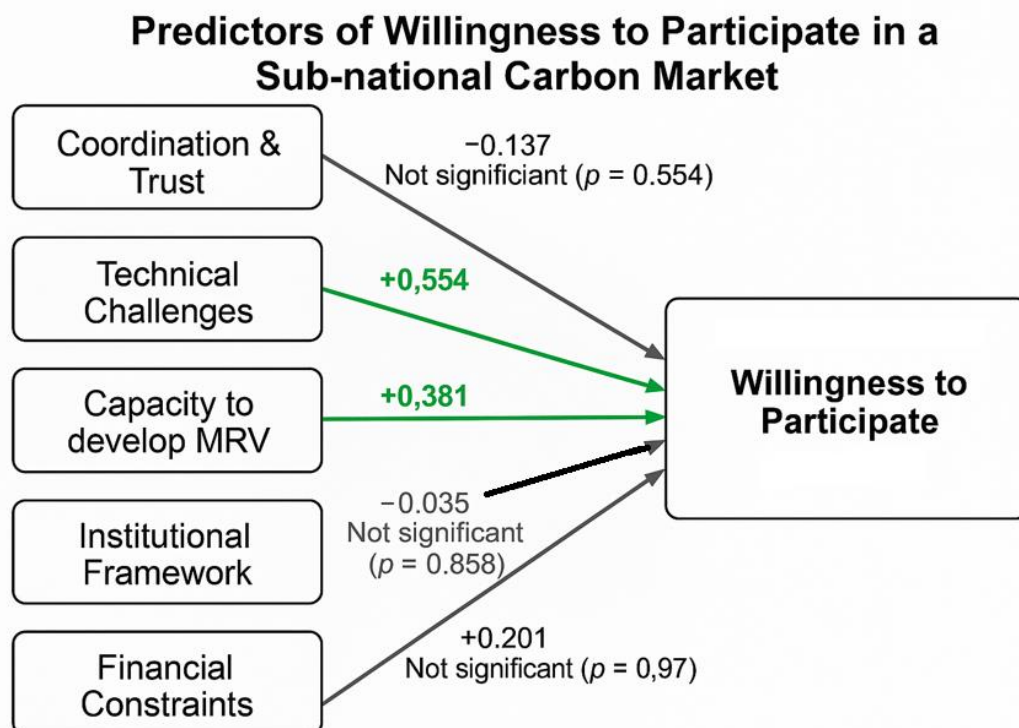 Predictors of Willingness to Participate in a
Sub-national Carbon Market
Coordination &
Trust
−0.137
Not significiant (p = 0.554)
Technical
Challenges
+0,554
Capacity to
develop MRV
+0,381
Willingness to
Participate
Institutional
Framework
−0.035
Not significant
(p = 0.858)
Financial
Constraints
+0.201
Not significant (p = 0,97)